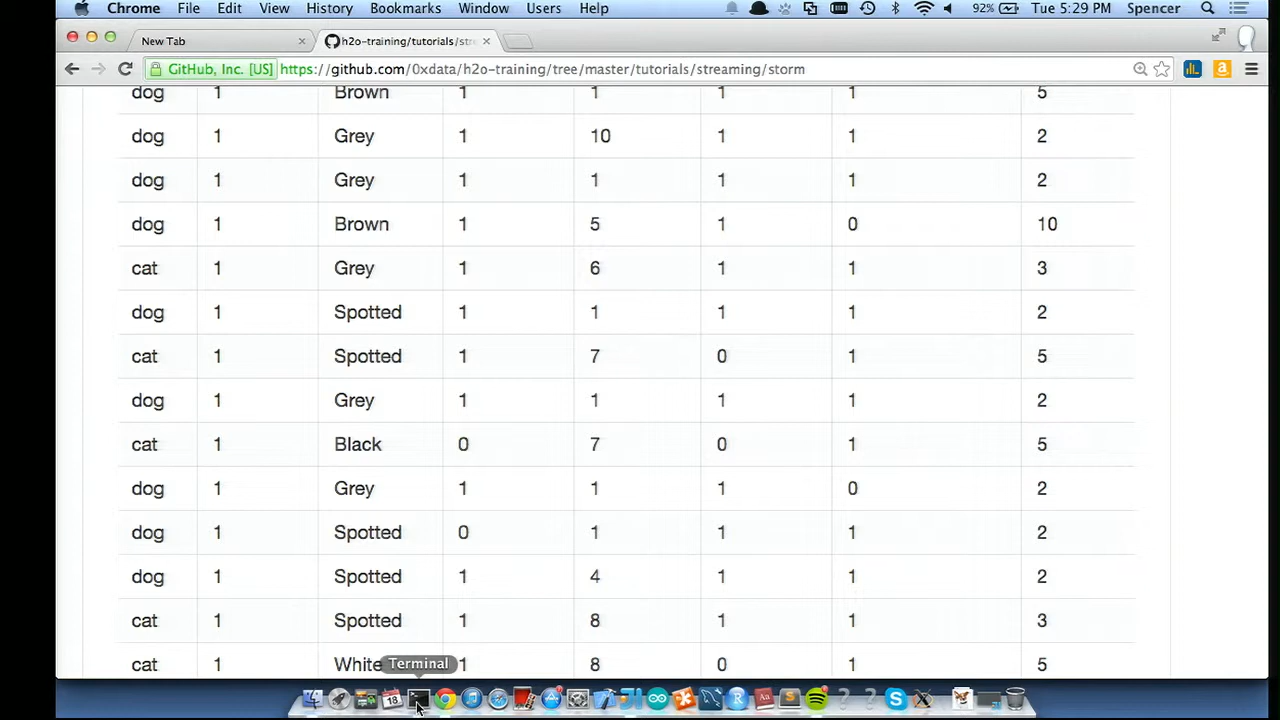 Chrome File Edit View History Bookmarks Window Users Help 92% Tue 5:29 PM Spencer
New Tab h2o-training/tutorials/str
GitHub, Inc. [US] https://github.com/0xdata/h2o-training/tree/master/tutorials/streaming/storm
dog 1 Brown 1 1 1 1 5
dog 1 Grey 1 10 1 1 2
dog 1 Grey 1 1 1 1 2
dog 1 Brown 1 5 1 0 10
cat 1 Grey 1 6 1 1 3
dog 1 Spotted 1 1 1 1 2
cat 1 Spotted 1 7 0 1 5
dog 1 Grey 1 1 1 1 2
cat 1 Black 0 7 0 1 5
dog 1 Grey 1 1 1 0 2
dog 1 Spotted 0 1 1 1 2
dog 1 Spotted 1 4 1 1 2
cat 1 Spotted 1 8 1 1 3
cat 1 White 1 8 0 1 5
Terminal
18